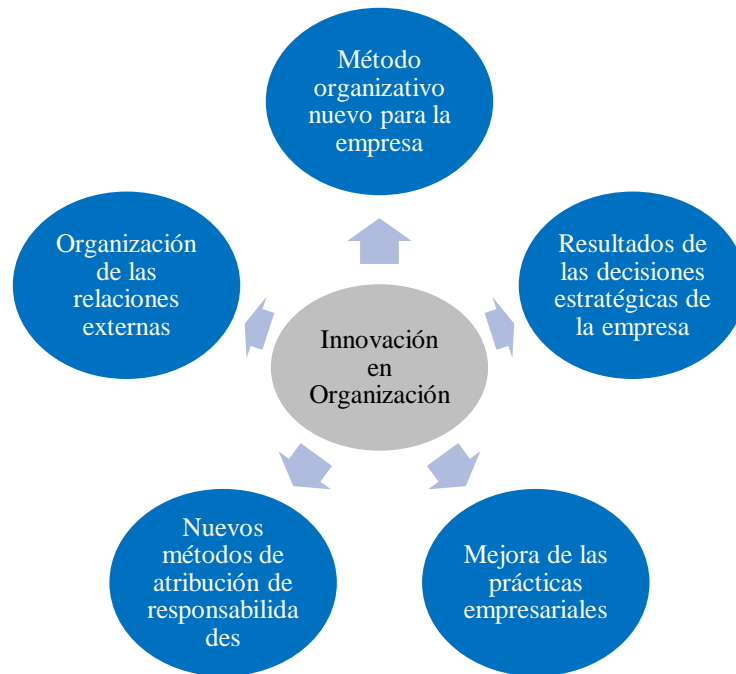 Método
organizativo
nuevo para la
empresa
Organización
de las
relaciones
externas
Resultados de
las decisiones
estratégicas de
la empresa
Innovación
en
Organización
Nuevos
métodos de
atribución de
responsabilida
des
Mejora de las
prácticas
empresariales